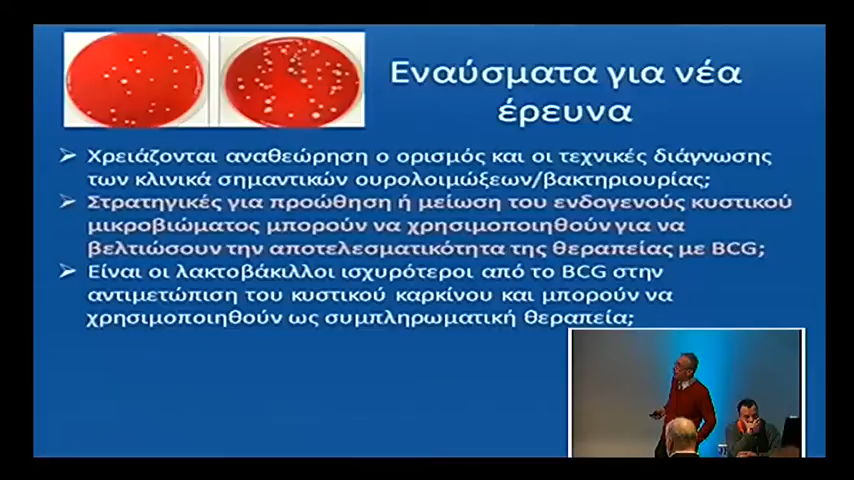 Εναύσματα για νέα
έρευνα
Χρειάζονται αναθεώρηση ο ορισμός και οι τεχνικές διάγνωσης
των κλινικά σημαντικών ουρολοιμώξεων/βακτηριουρίας;
Στρατηγικές για προώθηση ή μείωση του ενδογενούς κυστικού
μικροβιώματος μπορούν να χρησιμοποιηθούν για να
βελτιώσουν την αποτελεσματικότητα της θεραπείας με BCG;
Είναι οι λακτοβάκιλλοι ισχυρότεροι από το BCG στην
αντιμετώπιση του κυστικού καρκίνου και μπορούν να
χρησιμοποιηθούν ως συμπληρωματική θεραπεία;